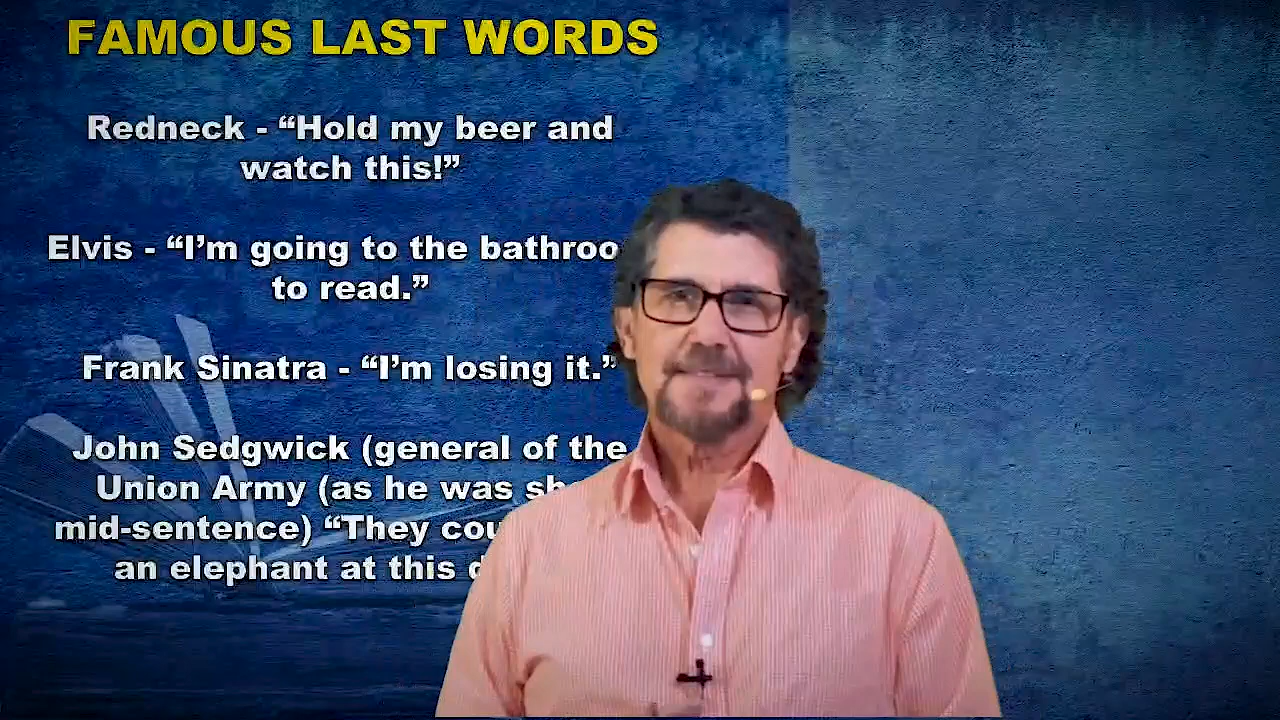 FAMOUS LAST WORDS
Redneck - “Hold my beer and
watch this!”
Elvis - “I’m going to the
to read.”
Frank Sinatra - “I’m losing it.”
John Sedgwick (general of the
Union Army (as he was
mid-sentence) “They
an elephant at this